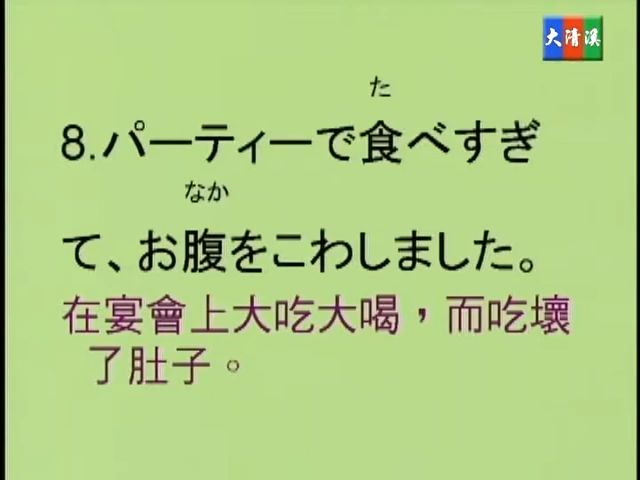 大清溪
た
8.パーティーで食べすぎ
なか
て、お腹をこわしました。
在宴會上大吃大喝，而吃壞
了肚子。